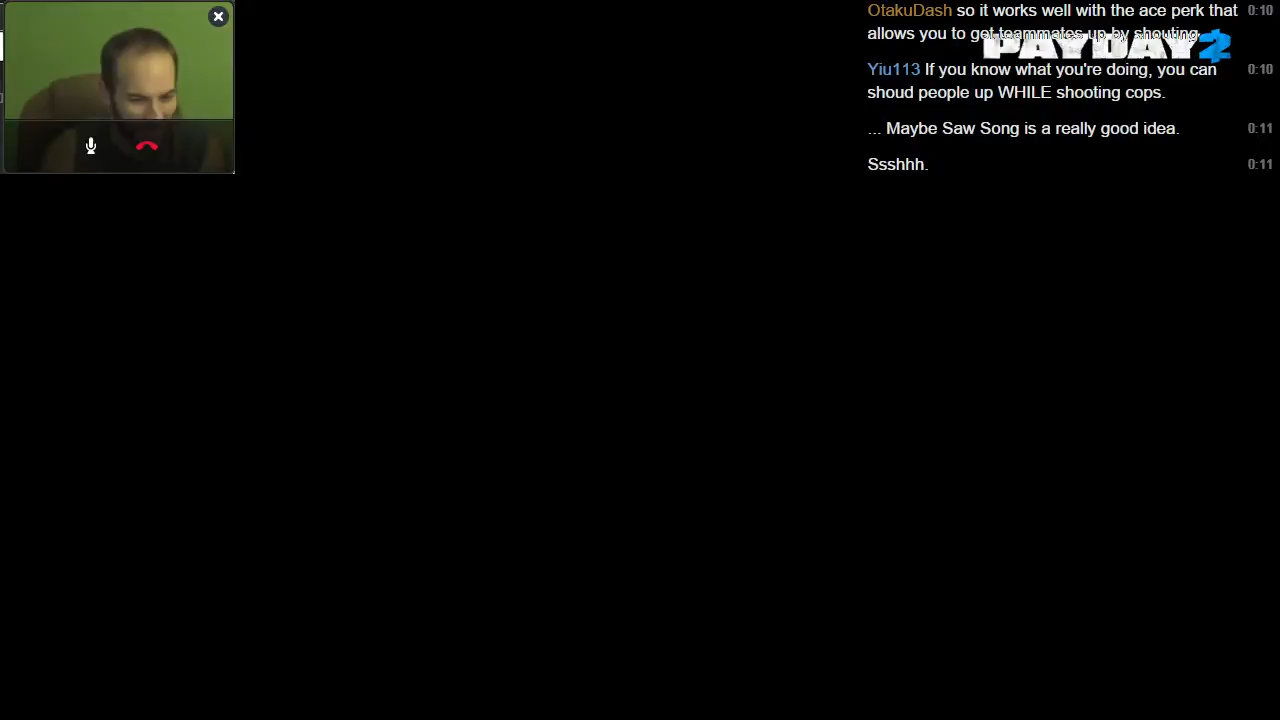 OtakuDash so it works well with the ace perk that 0:10
allows you to get teammates up by shouting
PAYDAY 2
Yiu113 If you know what you're doing, you can 0:10
shoud people up WHILE shooting cops.
... Maybe Saw Song is a really good idea. 0:11
Ssshhh. 0:11